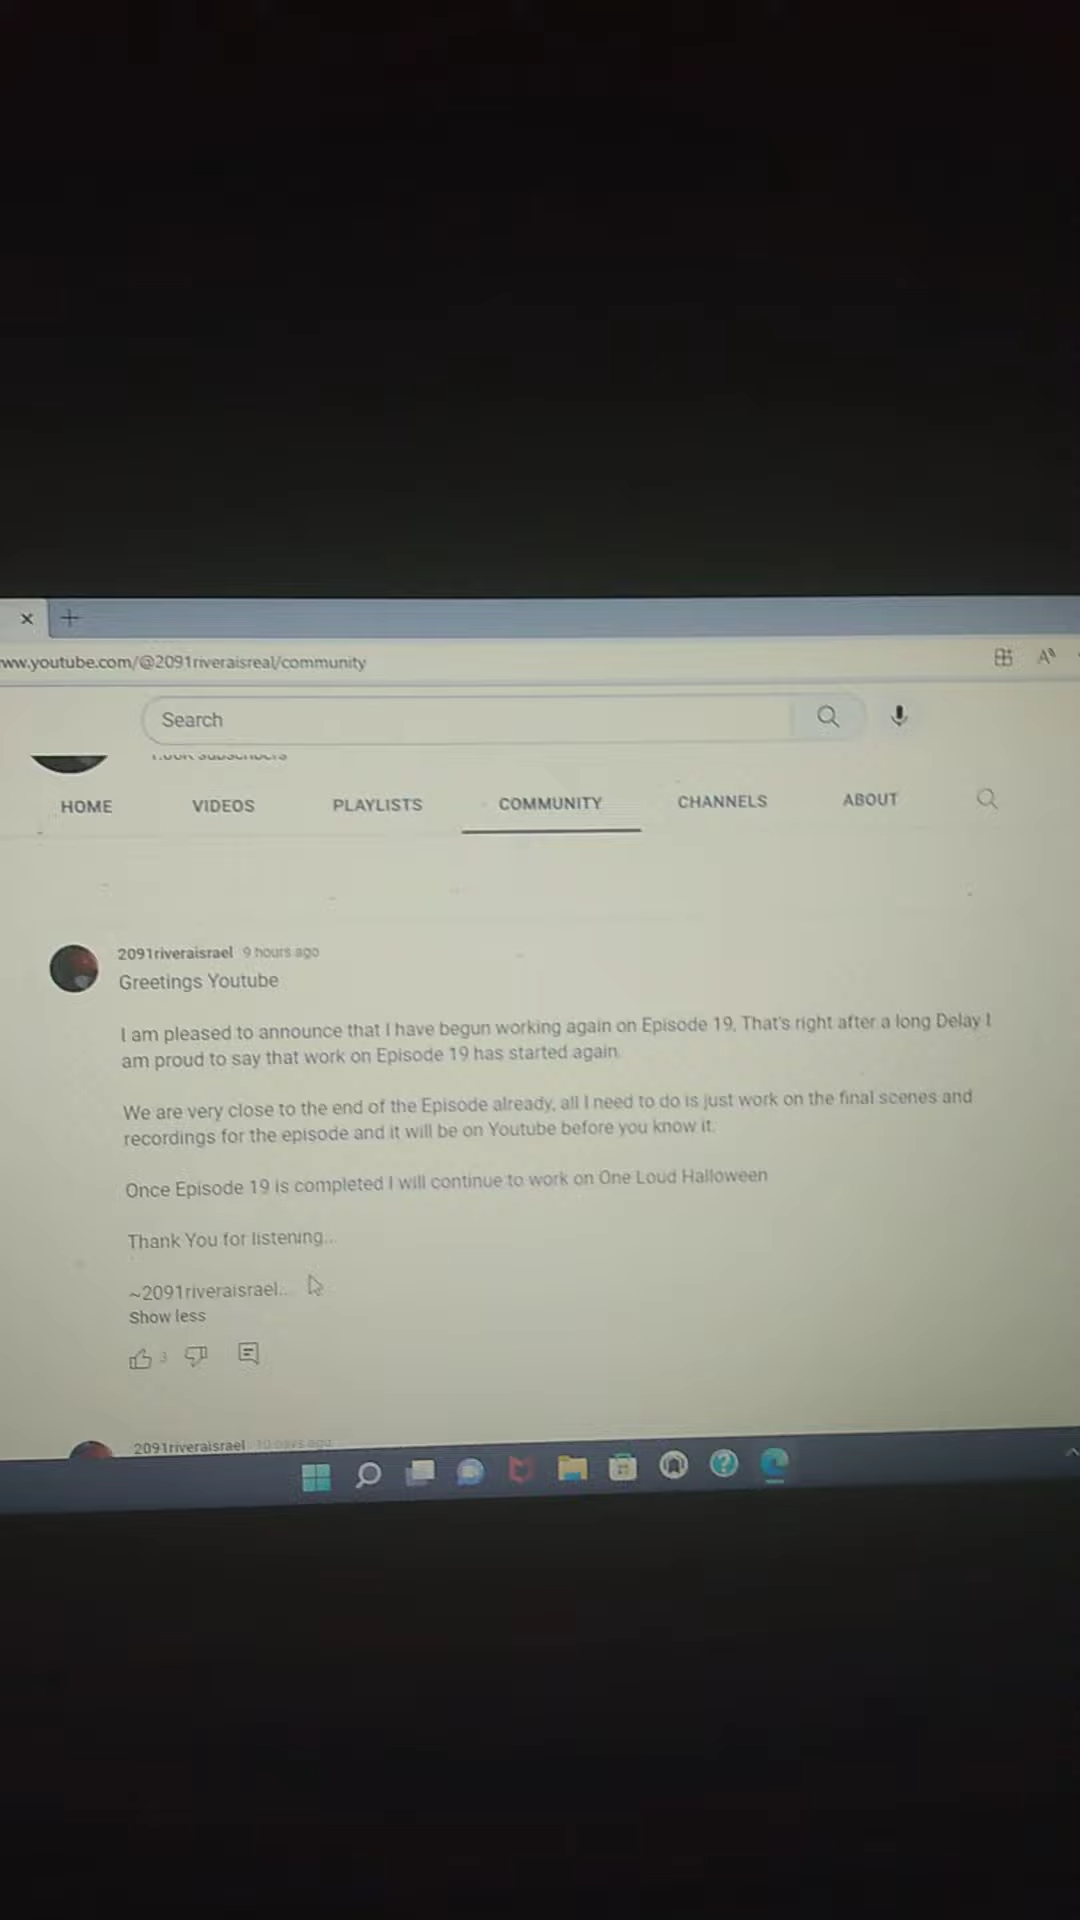 ww.youtube.com/@2091riveraisreal/community
Search
HOME VIDEOS PLAYLISTS COMMUNITY CHANNELS ABOUT
2091riveraisrael 9 hours ago
Greetings Youtube
I am pleased to announce that I have begun working again on Episode 19, That's right after a long Delay I
am proud to say that work on Episode 19 has started again.
We are very close to the end of the Episode already, all I need to do is just work on the final scenes and
recordings for the episode and it will be on Youtube before you know it.
Once Episode 19 is completed I will continue to work on One Loud Halloween
Thank You for listening...
~2091riveraisrael...
Show less
3
2091riveraisrael 10 days ago